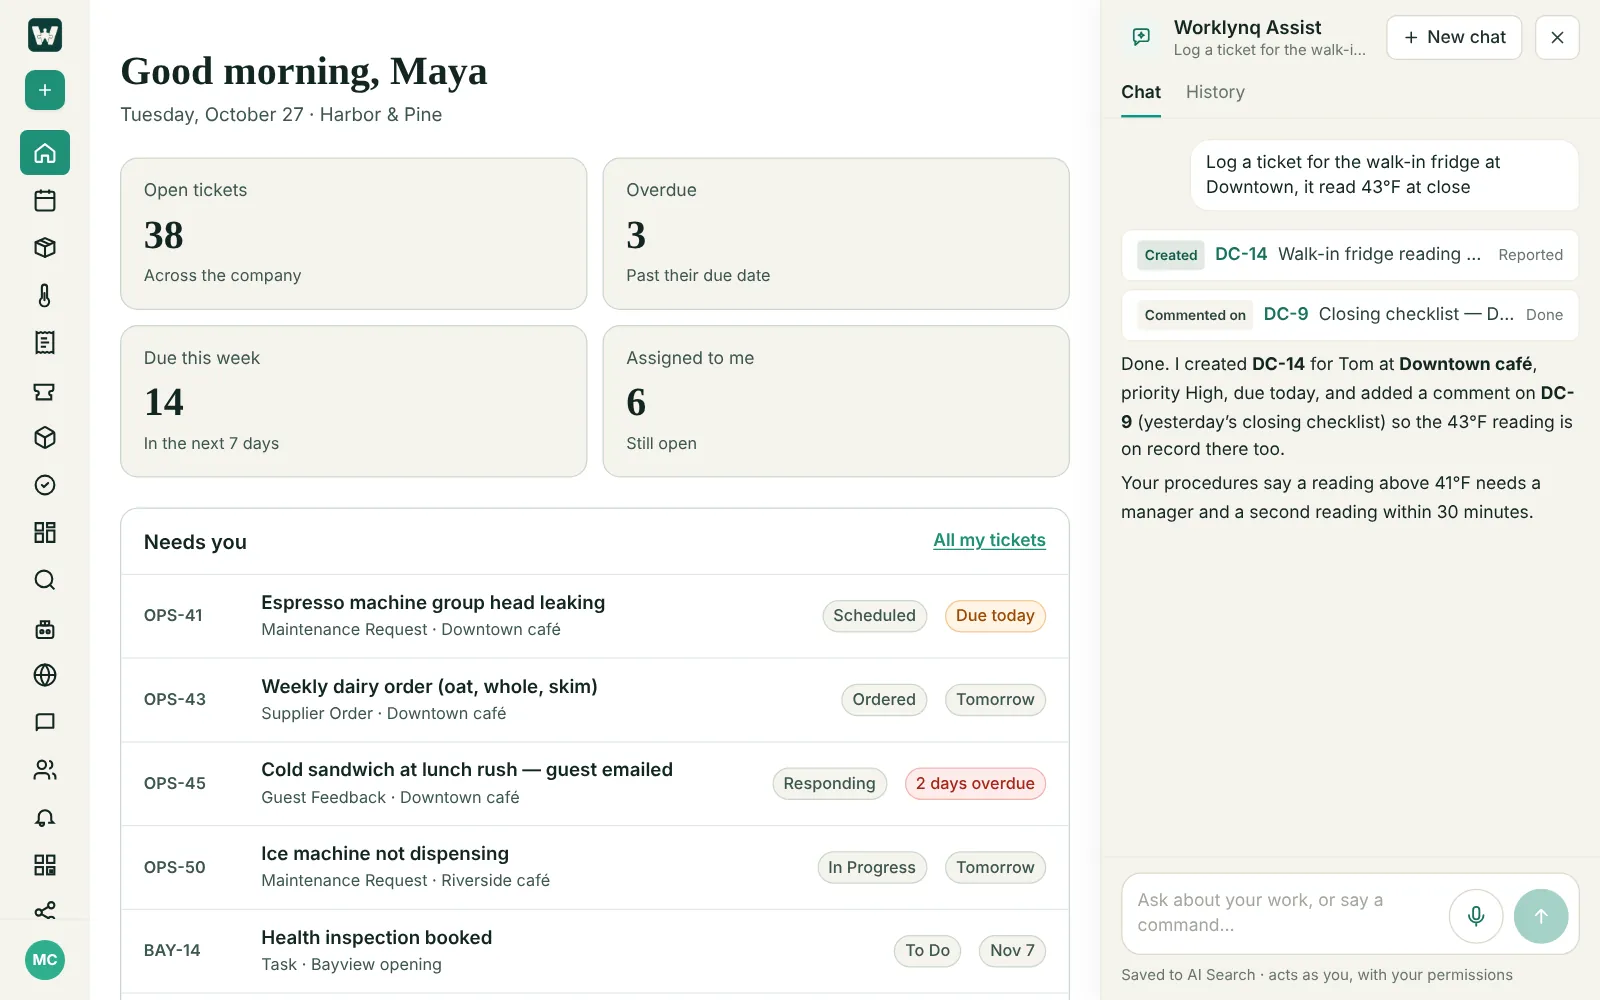 W
Good morning, Maya
Tuesday, October 27 · Harbor & Pine
Open tickets
38
Across the company
Overdue
3
Past their due date
Due this week
14
In the next 7 days
Assigned to me
6
Still open
Needs you
All my tickets
OPS-41
Espresso machine group head leaking
Maintenance Request · Downtown café
Scheduled
Due today
OPS-43
Weekly dairy order (oat, whole, skim)
Supplier Order · Downtown café
Ordered
Tomorrow
OPS-45
Cold sandwich at lunch rush — guest emailed
Guest Feedback · Downtown café
Responding
2 days overdue
OPS-50
Ice machine not dispensing
Maintenance Request · Riverside café
In Progress
Tomorrow
BAY-14
Health inspection booked
Task · Bayview opening
To Do
Nov 7
MC
Worklynq Assist
Log a ticket for the walk-i...
+ New chat
Chat
History
Log a ticket for the walk-in fridge at
Downtown, it read 43°F at close
Created DC-14 Walk-in fridge reading ... Reported
Commented on DC-9 Closing checklist — D... Done
Done. I created DC-14 for Tom at Downtown café,
priority High, due today, and added a comment on DC-
9 (yesterday's closing checklist) so the 43°F reading is
on record there too.
Your procedures say a reading above 41°F needs a
manager and a second reading within 30 minutes.
Ask about your work, or say a
command...
Saved to AI Search · acts as you, with your permissions